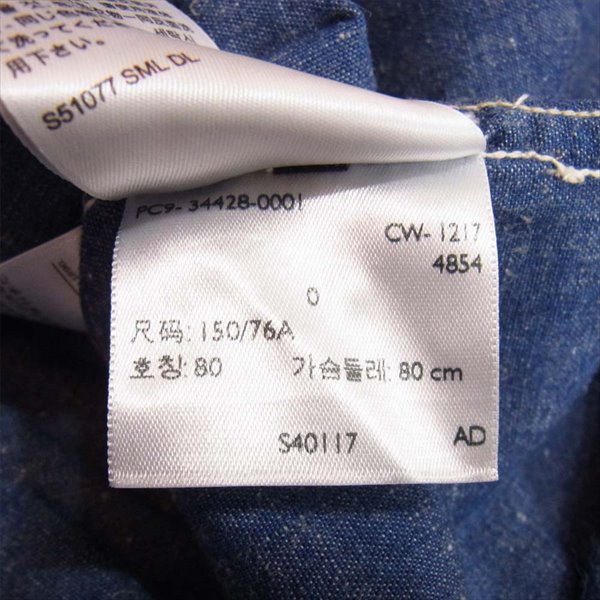 用下さい。
S51077 SML DL
PC9- 34428-0001
CW- 1217
4854
0
尺码: 150/76A
호칭: 80 가슴둘레: 80 cm
S40117 AD